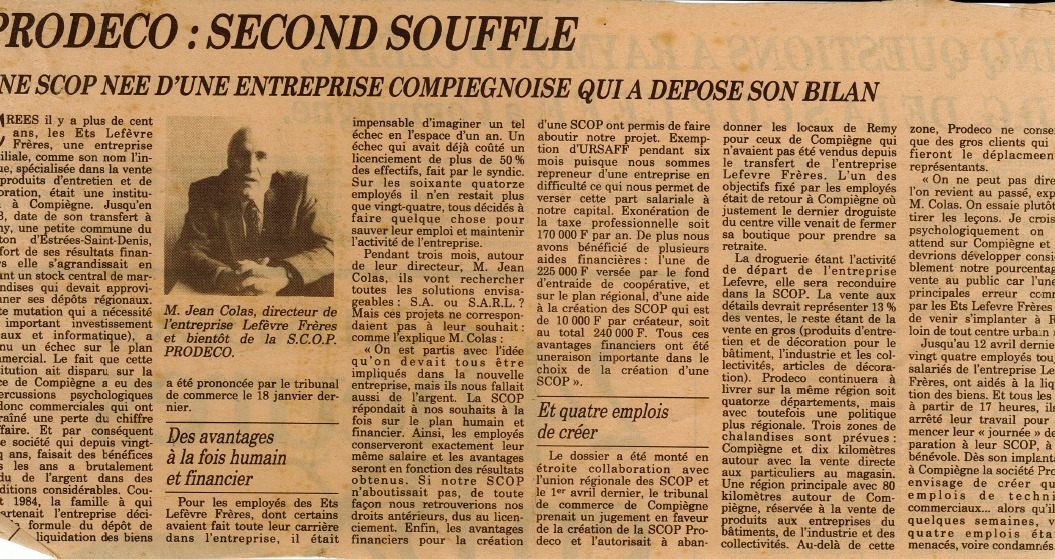 PRODECO : SECOND SOUFFLE
NE SCOP NEE D'UNE ENTREPRISE COMPIEGNOISE QUI A DEPOSE SON BILAN
REES il y a plus de cent
ans, les Ets Lefèvre
Frères, une entreprise
iliale, comme son nom l'in-
ue, spécialisée dans la vente
produits d'entretien et de
oration, était une institu-
à Compiègne. Jusqu'en
3, date de son transfert à
ny, une petite commune du
ton d'Estrées-Saint-Denis,
fort de ses résultats finan-
rs elle s'agrandissait en
ant un stock central de mar-
ndises qui devait approvi-
nner ses dépôts régionaux.
te mutation qui a nécessité
important investissement
aux et informatique), a
nu un échec sur le plan
mercial. Le fait que cette
itution ait disparu sur la
ce de Compiègne a eu des
ercussions psychologiques
donc commerciales qui ont
raîné une perte du chiffre
faire. Et par conséquent
e société qui depuis vingt-
q ans, faisait des bénéfices
s les ans a brutalement
du de l'argent dans des
ditions considérables. Cou-
t 1984, la famille à qui
artenait l'entreprise déci-
formule du dépôt de
liquidation des biens
M. Jean Colas, directeur de
l'entreprise Lefèvre Frères
et bientôt de la S.C.O.P.
PRODECO.
a été prononcée par le tribunal
de commerce le 18 janvier der-
nier.
Des avantages
à la fois humain
et financier
Pour les employés des Ets
Lefèvre Frères, dont certains
avaient fait toute leur carrière
dans l'entreprise, il était
impensable d'imaginer un tel
échec en l'espace d'un an. Un
échec qui avait déjà coûté un
licenciement de plus de 50 %
des effectifs, fait par le syndic.
Sur les soixante quatorze
employés il n'en restait plus
que vingt-quatre, tous décidés à
faire quelque chose pour
sauver leur emploi et maintenir
l'activité de l'entreprise.
Pendant trois mois, autour
de leur directeur, M. Jean
Colas, ils vont rechercher
toutes les solutions envisa-
geables : S.A. ou S.A.R.L. ?
Mais ces projets ne correspon-
daient pas à leur souhait :
comme l'explique M. Colas :
« On est partis avec l'idée
qu'on devait tous être
impliqués dans la nouvelle
entreprise, mais ils nous fallait
aussi de l'argent. La SCOP
répondait à nos souhaits à la
fois sur le plan humain et
financier. Ainsi, les employés
conserveront exactement leur
même salaire et les avantages
seront en fonction des résultats
obtenus. Si notre SCOP
n'aboutissait pas, de toute
façon nous retrouverions nos
droits antérieurs, dus au licen-
ciement. Enfin, les avantages
financiers pour la création
d'une SCOP ont permis de faire
aboutir notre projet. Exemp-
tion d'URSAFF pendant six
mois puisque nous sommes
repreneur d'une entreprise en
difficulté ce qui nous permet de
verser cette part salariale à
notre capital. Exonération de
la taxe professionnelle soit
170 000 F par an. De plus nous
avons bénéficié de plusieurs
aides financières : l'une de
225 000 F versée par le fond
d'entraide de coopérative, et
sur le plan régional, d'une aide
à la création des SCOP qui est
de 10 000 F par créateur, soit
au total 240 000 F. Tous ces
avantages financiers ont été
uneraison importante dans le
choix de la création d'une
SCOP ».
Et quatre emplois
de créer
Le dossier a été monté en
étroite collaboration avec
l'union régionale des SCOP et
le 1er avril dernier, le tribunal
de commerce de Compiègne
prenait un jugement en faveur
de la création de la SCOP Pro-
deco et l'autorisait à aban-
donner les locaux de Remy
pour ceux de Compiègne qui
n'avaient pas été vendus depuis
le transfert de l'entreprise
Lefevre Freres. L'un des
objectifs fixé par les employés
était de retour à Compiègne où
justement le dernier droguiste
du centre ville venait de fermer
sa boutique pour prendre sa
retraite.
La droguerie étant l'activité
de départ de l'entreprise
Lefevre, elle sera reconduire
dans la SCOP. La vente aux
détails devrait représenter 13 %
des ventes, le reste étant de la
vente en gros (produits d'entre-
tien et de décoration pour le
bâtiment, l'industrie et les col-
lectivités, articles de décora-
tion). Prodeco continuera à
livrer sur la même région soit
quatorze départements, mais
avec toutefois une politique
plus régionale. Trois zones de
chalandises sont prévues :
Compiègne et dix kilomètres
autour avec la vente directe
aux particuliers au magasin.
Une région principale avec 80
kilomètres autour de Com-
piègne, réservée à la vente de
produits aux entreprises du
bâtiments, de l'industrie et des
collectivités. Au-delà de cette
zone, Prodeco ne conse
que des gros clients qui
fieront le déplacmen
représentants.
« On ne peut pas dire
l'on revient au passé, exp
M. Colas. On essaie plutôt
tirer les leçons. Je crois
psychologiquement on
attend sur Compiègne et
devrions développer consid
blement notre pourcentag
vente au public car l'une
principales erreur comm
par les Ets Lefevre Frères
de venir s'implanter à R
loin de tout centre urbain
Jusqu'au 12 avril dernie
vingt quatre employés tou
salariés de l'entreprise Le
Frères, ont aidés à la liqu
tion des biens. Et tous les
à partir de 17 heures, il
arrêté leur travail pour
mencer leur « journée » de
paration à leur SCOP, à
bénévole. Dès son implant
à Compiègne la société Pro
envisage de créer qu
emplois de techni
commerciaux... alors qu'il
quelques semaines, v
quatre emplois éta
menacés, voire condamnés